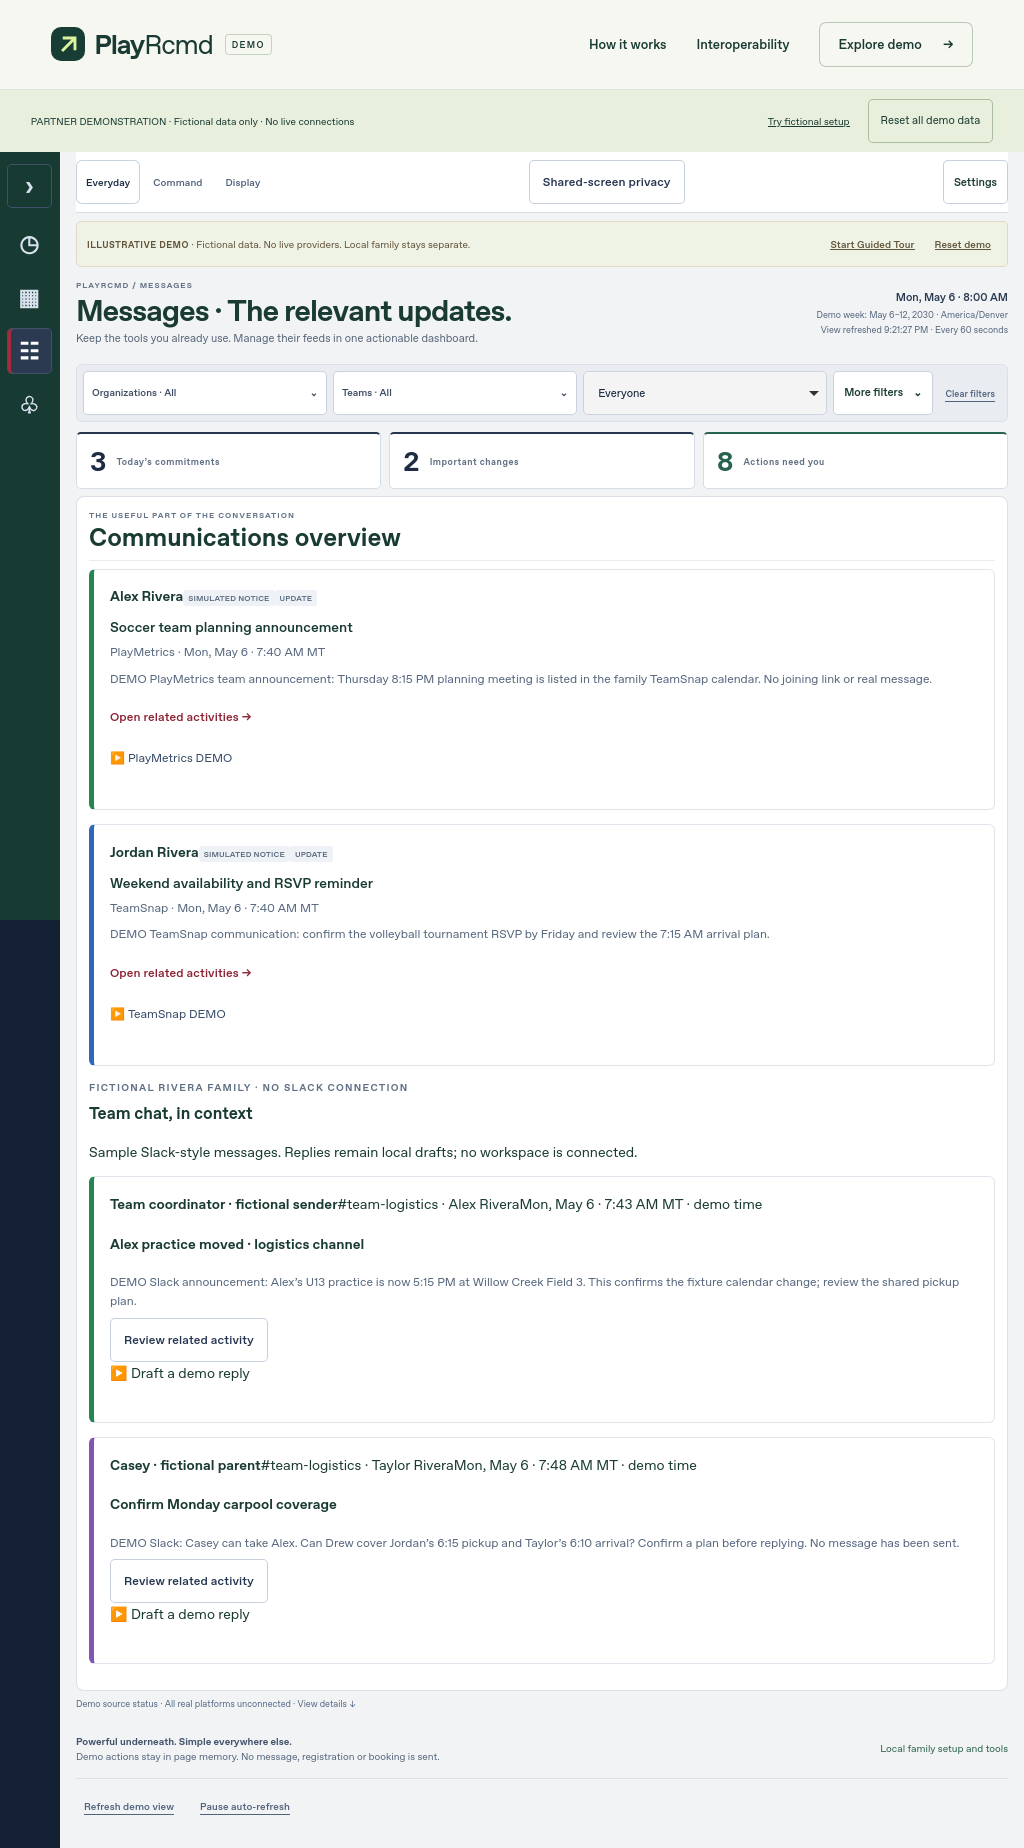 PlayRcmd DEMO
How it works
Interoperability
Explore demo →
PARTNER DEMONSTRATION · Fictional data only · No live connections
Try fictional setup
Reset all demo data
Everyday
Command
Display
Shared-screen privacy
Settings
ILLUSTRATIVE DEMO · Fictional data. No live providers. Local family stays separate.
Start Guided Tour
Reset demo
PLAYRCMD / MESSAGES
Messages · The relevant updates.
Keep the tools you already use. Manage their feeds in one actionable dashboard.
Mon, May 6 · 8:00 AM
Demo week: May 6–12, 2030 · America/Denver
View refreshed 9:21:27 PM · Every 60 seconds
Organizations · All
Teams · All
Everyone
More filters
Clear filters
3 Today's commitments
2 Important changes
8 Actions need you
THE USEFUL PART OF THE CONVERSATION
Communications overview
Alex Rivera SIMULATED NOTICE UPDATE
Soccer team planning announcement
PlayMetrics · Mon, May 6 · 7:40 AM MT
DEMO PlayMetrics team announcement: Thursday 8:15 PM planning meeting is listed in the family TeamSnap calendar. No joining link or real message.
Open related activities →
▶️ PlayMetrics DEMO
Jordan Rivera SIMULATED NOTICE UPDATE
Weekend availability and RSVP reminder
TeamSnap · Mon, May 6 · 7:40 AM MT
DEMO TeamSnap communication: confirm the volleyball tournament RSVP by Friday and review the 7:15 AM arrival plan.
Open related activities →
▶️ TeamSnap DEMO
FICTIONAL RIVERA FAMILY · NO SLACK CONNECTION
Team chat, in context
Sample Slack-style messages. Replies remain local drafts; no workspace is connected.
Team coordinator · fictional sender#team-logistics · Alex RiveraMon, May 6 · 7:43 AM MT · demo time
Alex practice moved · logistics channel
DEMO Slack announcement: Alex's U13 practice is now 5:15 PM at Willow Creek Field 3. This confirms the fixture calendar change; review the shared pickup
plan.
Review related activity
▶️ Draft a demo reply
Casey · fictional parent#team-logistics · Taylor RiveraMon, May 6 · 7:48 AM MT · demo time
Confirm Monday carpool coverage
DEMO Slack: Casey can take Alex. Can Drew cover Jordan's 6:15 pickup and Taylor's 6:10 arrival? Confirm a plan before replying. No message has been sent.
Review related activity
▶️ Draft a demo reply
Demo source status · All real platforms unconnected · View details ↓
Powerful underneath. Simple everywhere else.
Demo actions stay in page memory. No message, registration or booking is sent.
Local family setup and tools
Refresh demo view
Pause auto-refresh